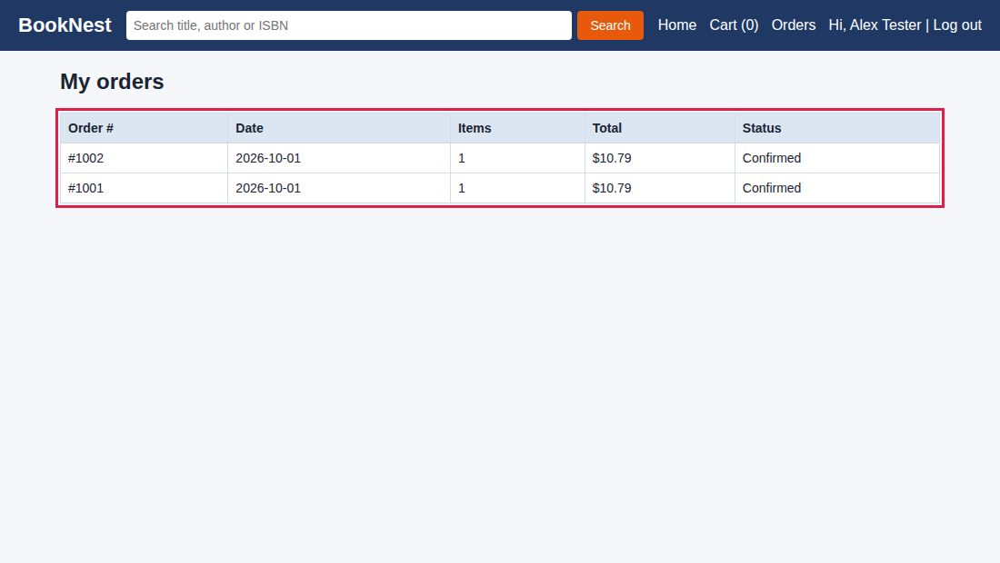 BookNest Search title, author or ISBN Search Home Cart (0) Orders Hi, Alex Tester | Log out
My orders
Order # Date Items Total Status
#1002 2026-10-01 1 $10.79 Confirmed
#1001 2026-10-01 1 $10.79 Confirmed